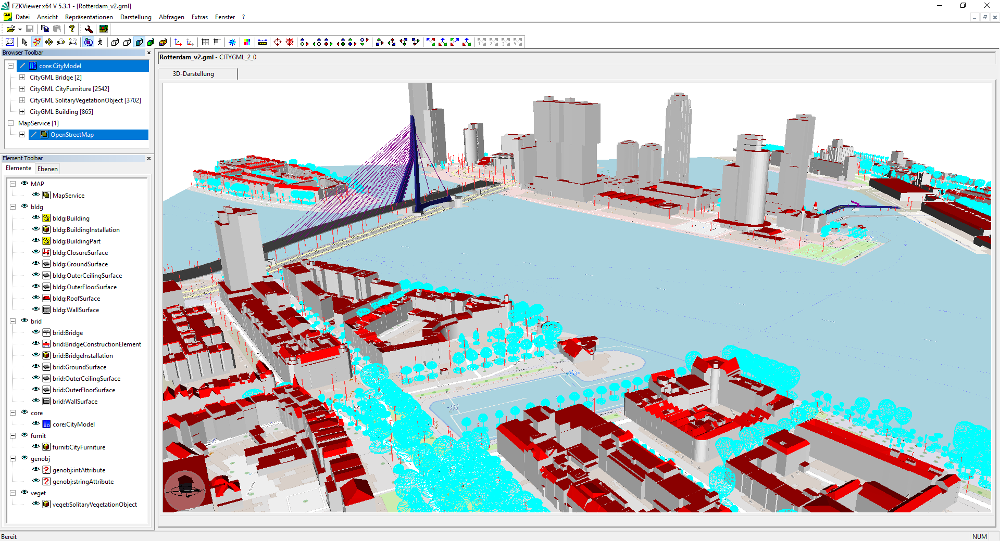 FZKViewer x64 V 5.3.1 - [Rotterdam_v2.gml]
GML Datei Ansicht Repräsentationen Darstellung Abfragen Extras Fenster ?
Browser Toolbar
core:CityModel
CityGML Bridge [2]
CityGML CityFurniture [2542]
CityGML SolitaryVegetationObject [3702]
CityGML Building [865]
MapService [1]
OpenStreetMap
Element Toolbar
Elemente Ebenen
MAP
MapService
bldg
bldg:Building
bldg:BuildingInstallation
bldg:BuildingPart
bldg:ClosureSurface
bldg:GroundSurface
bldg:OuterCeilingSurface
bldg:OuterFloorSurface
bldg:RoofSurface
bldg:WallSurface
brid
brid:Bridge
brid:BridgeConstructionElement
brid:BridgeInstallation
brid:GroundSurface
brid:OuterCeilingSurface
brid:OuterFloorSurface
brid:WallSurface
core
core:CityModel
furnit
furnit:CityFurniture
genobj
genobj:intAttribute
genobj:stringAttribute
veget
veget:SolitaryVegetationObject
Rotterdam_v2.gml - CITYGML_2_0
3D-Darstellung
Bereit
NUM